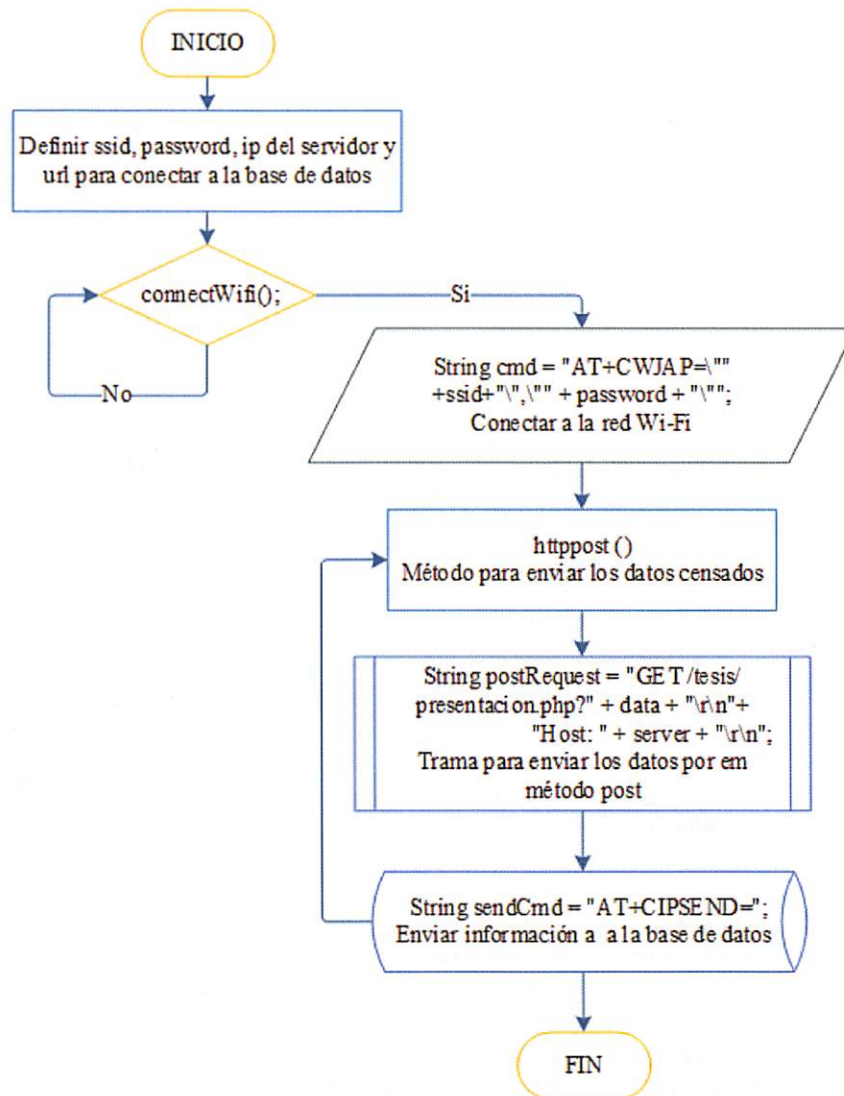 INICIO
Definir ssid, password, ip del servidor y
url para conectar a la base de datos
connectWifi();
Si
No
String cmd = "AT+CWJAP=\""
+ssid+"\",\"" + password + "\"";
Conectar a la red Wi-Fi
httppost ()
Método para enviar los datos censados
String postRequest = "GET /tesis/
presentacion.php?" + data + "\r\n"+
"Host: " + server + "\r\n";
Trama para enviar los datos por em
método post
String sendCmd = "AT+CIPSEND=";
Enviar información a a la base de datos
FIN